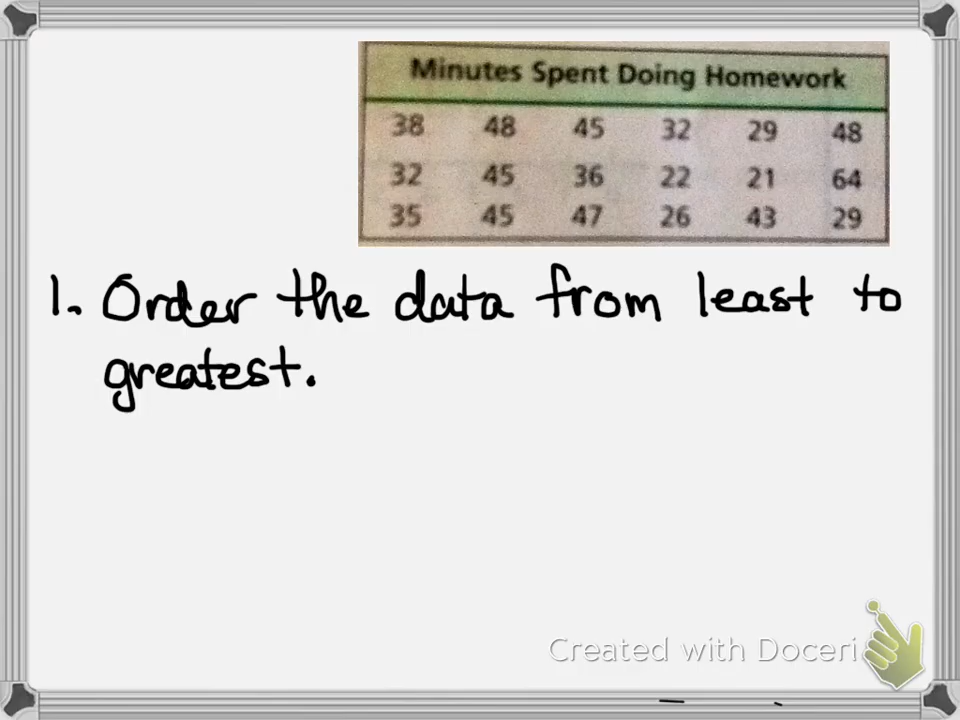 Minutes Spent Doing Homework
38 48 45 32 29 48
32 45 36 22 21 64
35 45 47 26 43 29
1. Order the data from least to
greatest.
Created with Doceri